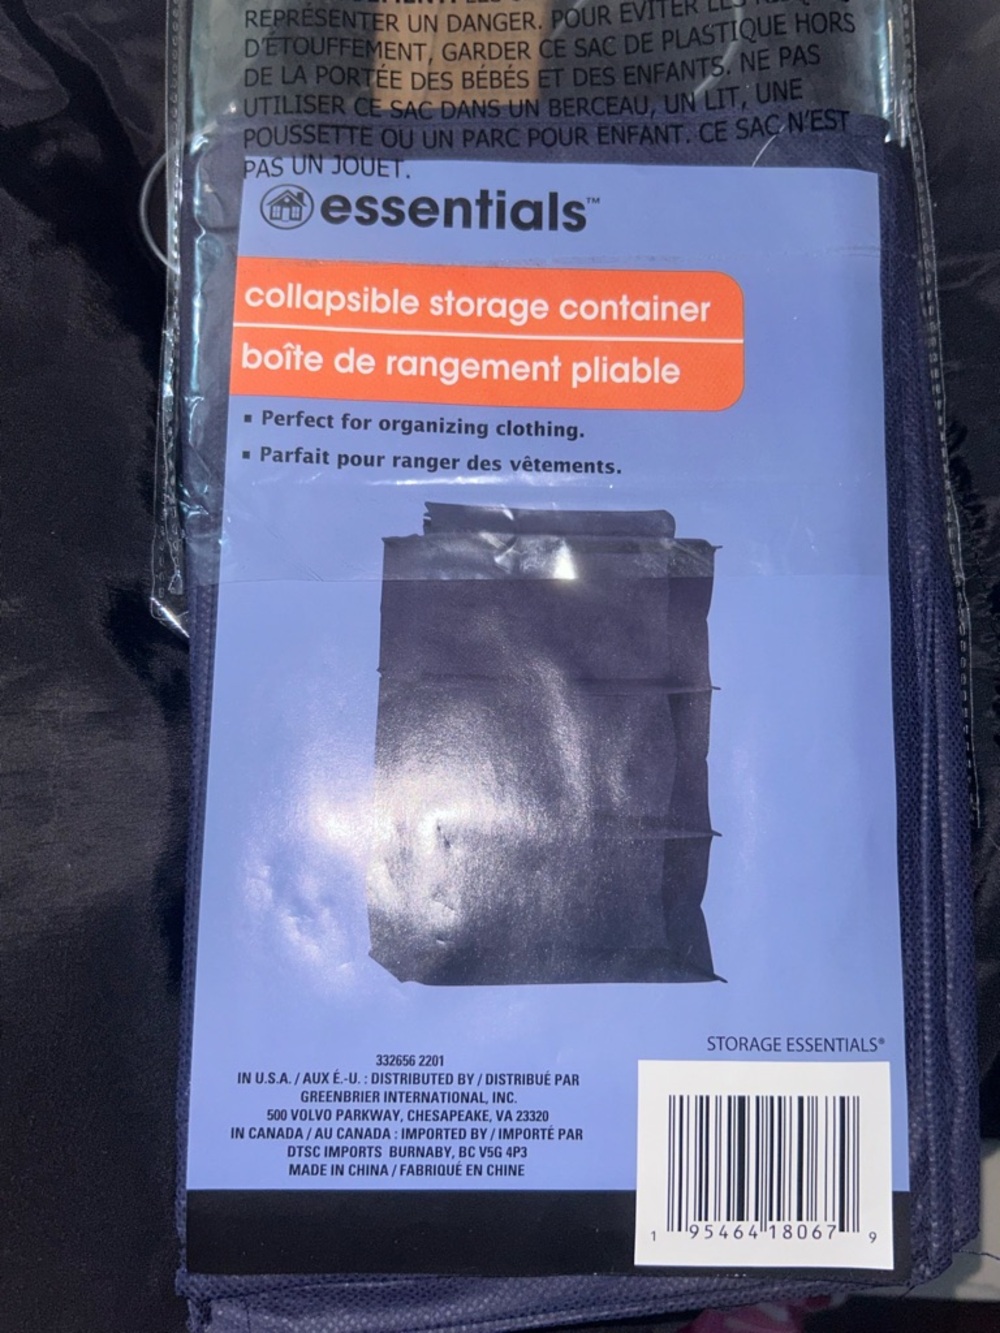 REPRÉSENTER UN DANGER. POUR ÉVITER
D'ÉTOUFFEMENT, GARDER CE SAC DE PLASTIQUE HORS
DE LA PORTÉE DES BÉBÉS ET DES ENFANTS. NE PAS
UTILISER CE SAC DANS UN BERCEAU, UN LIT, UNE
POUSSETTE OU UN PARC POUR ENFANT. CE SAC N'EST
PAS UN JOUET.
essentials™
collapsible storage container
boîte de rangement pliable
▪ Perfect for organizing clothing.
▪ Parfait pour ranger des vêtements.
STORAGE ESSENTIALS®
332656 2201
IN U.S.A. / AUX É.-U. : DISTRIBUTED BY / DISTRIBUÉ PAR
GREENBRIER INTERNATIONAL, INC.
500 VOLVO PARKWAY, CHESAPEAKE, VA 23320
IN CANADA / AU CANADA : IMPORTED BY / IMPORTÉ PAR
DTSC IMPORTS BURNABY, BC V5G 4P3
MADE IN CHINA / FABRIQUÉ EN CHINE
1 95464 18067 9